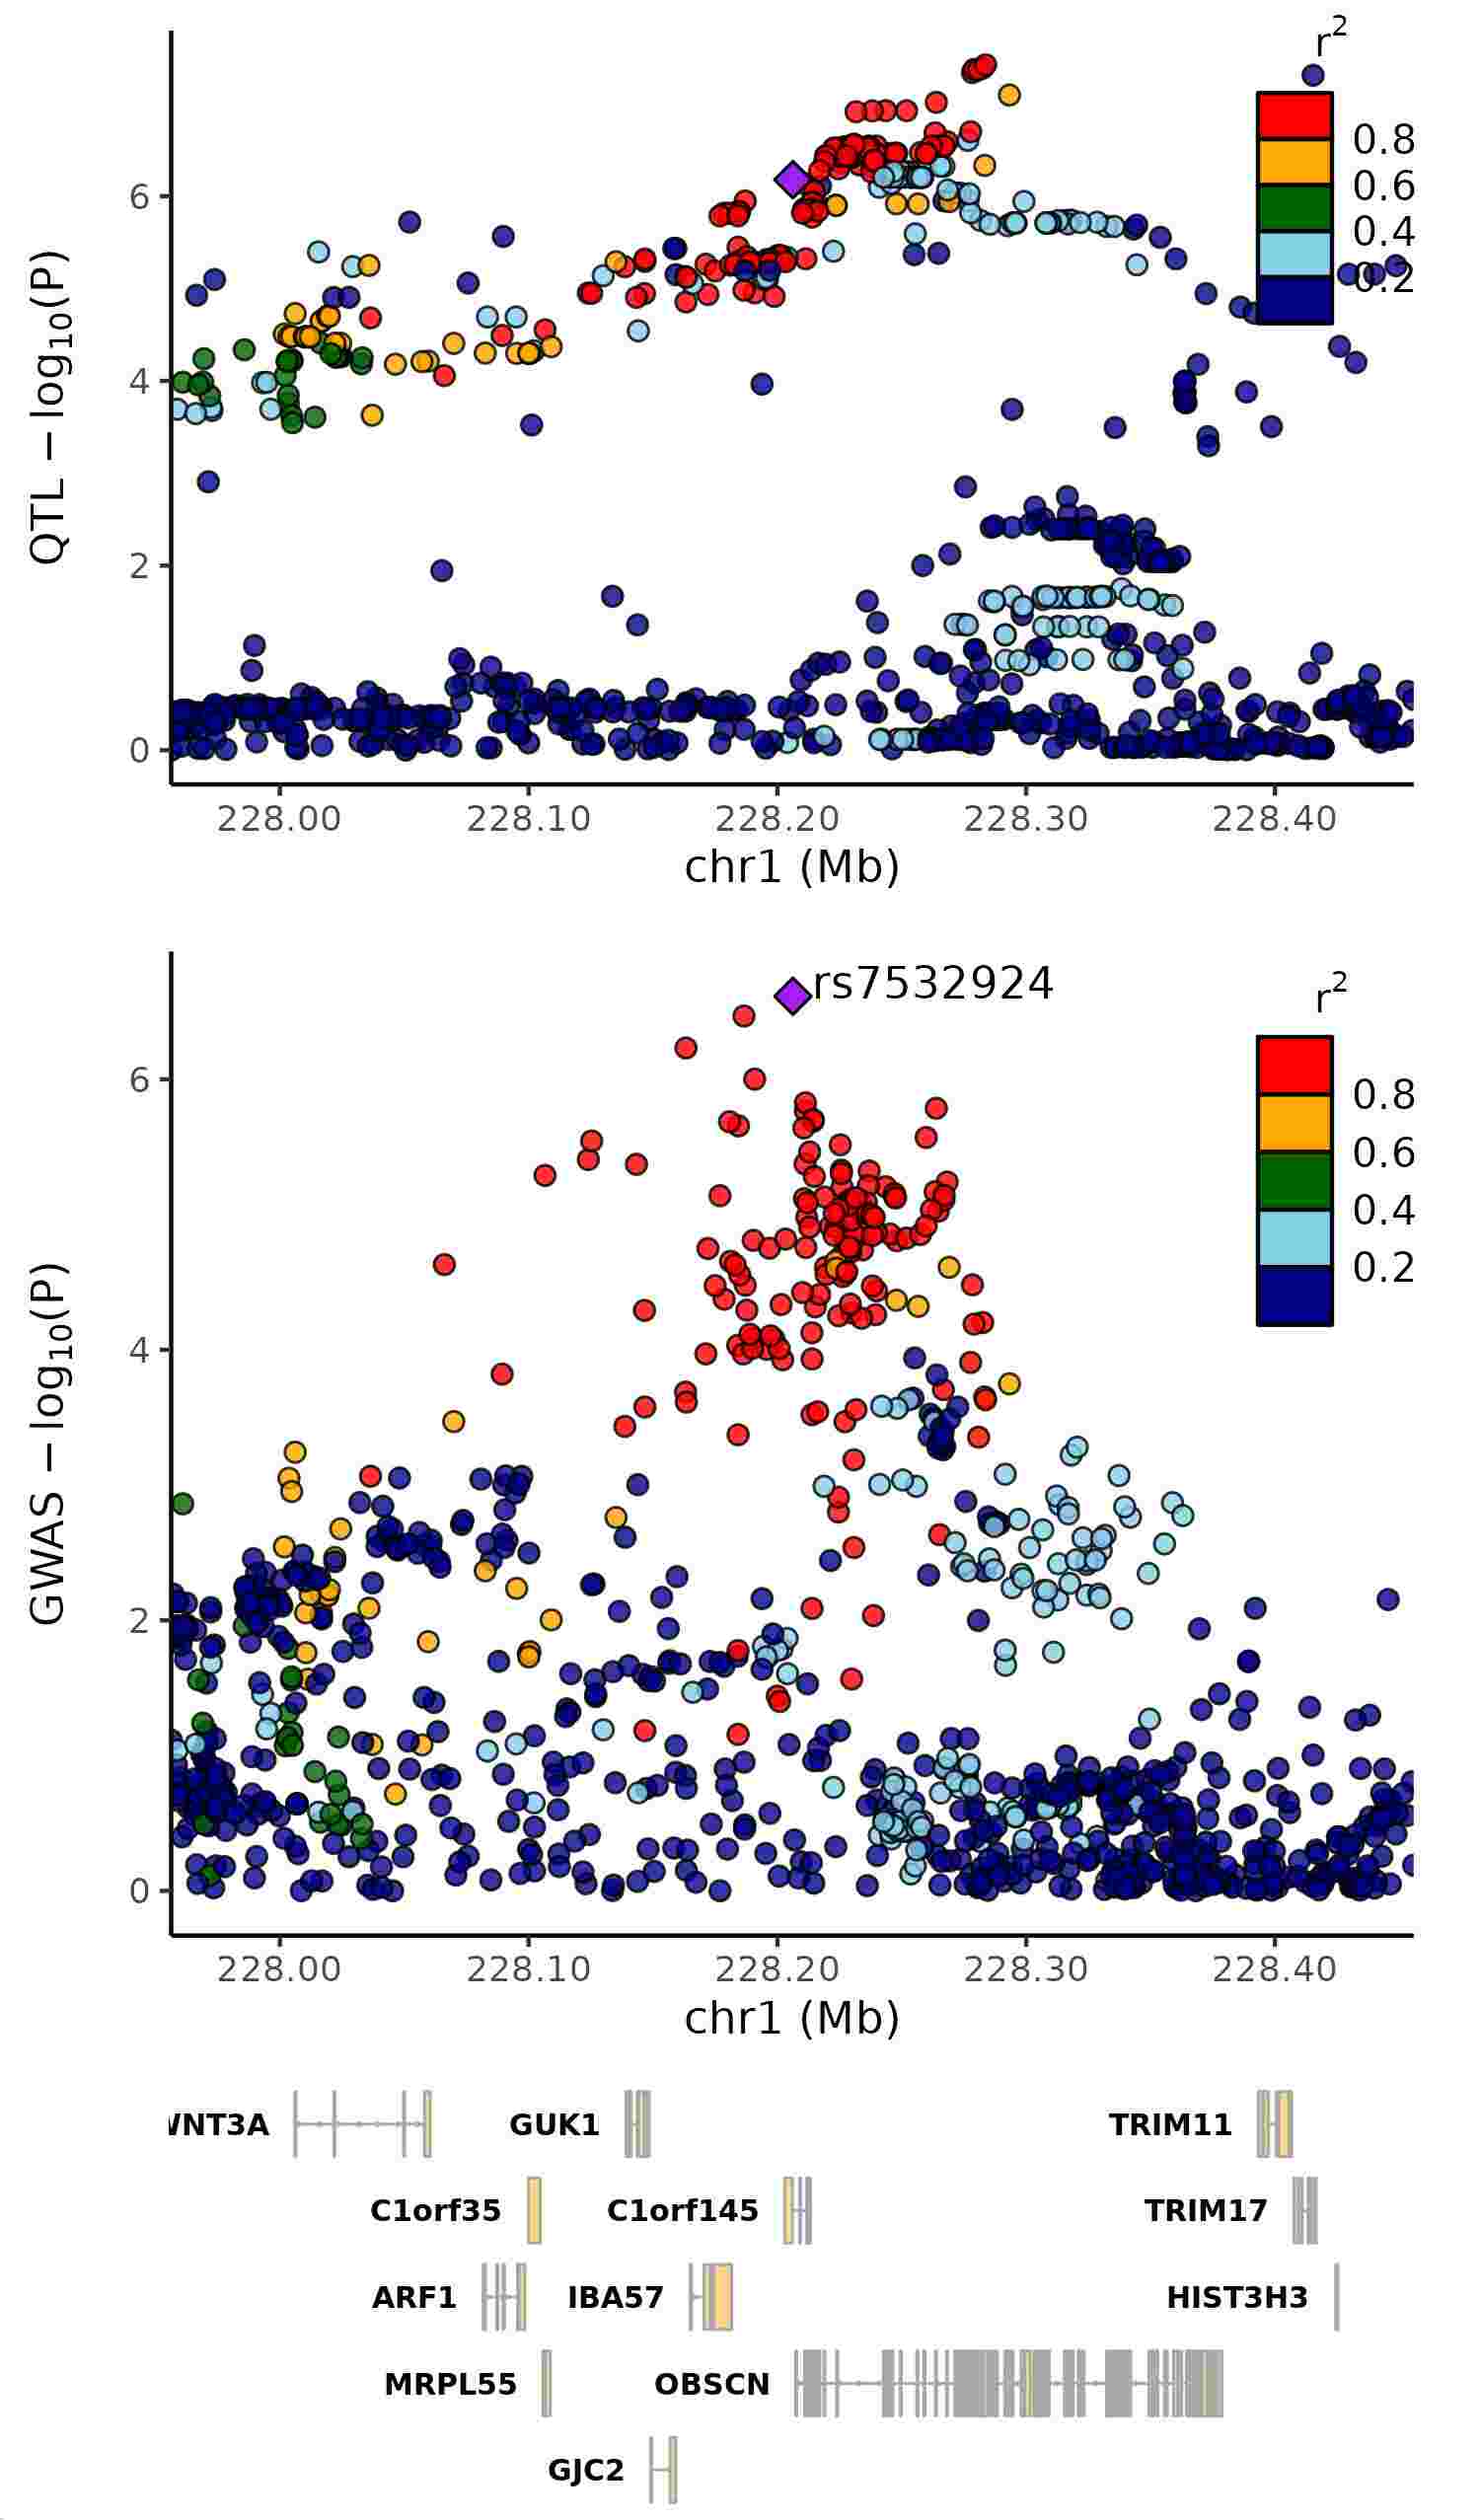 r2
0.8
0.6
0.4
0.2
6
4
2
0
QTL − log10(P)
228.00 228.10 228.20 228.30 228.40
chr1 (Mb)
rs7532924
r2
0.8
0.6
0.4
0.2
6
4
2
0
GWAS − log10(P)
228.00 228.10 228.20 228.30 228.40
chr1 (Mb)
WNT3A GUK1 TRIM11
C1orf35 C1orf145 TRIM17
ARF1 IBA57 HIST3H3
MRPL55 OBSCN
GJC2